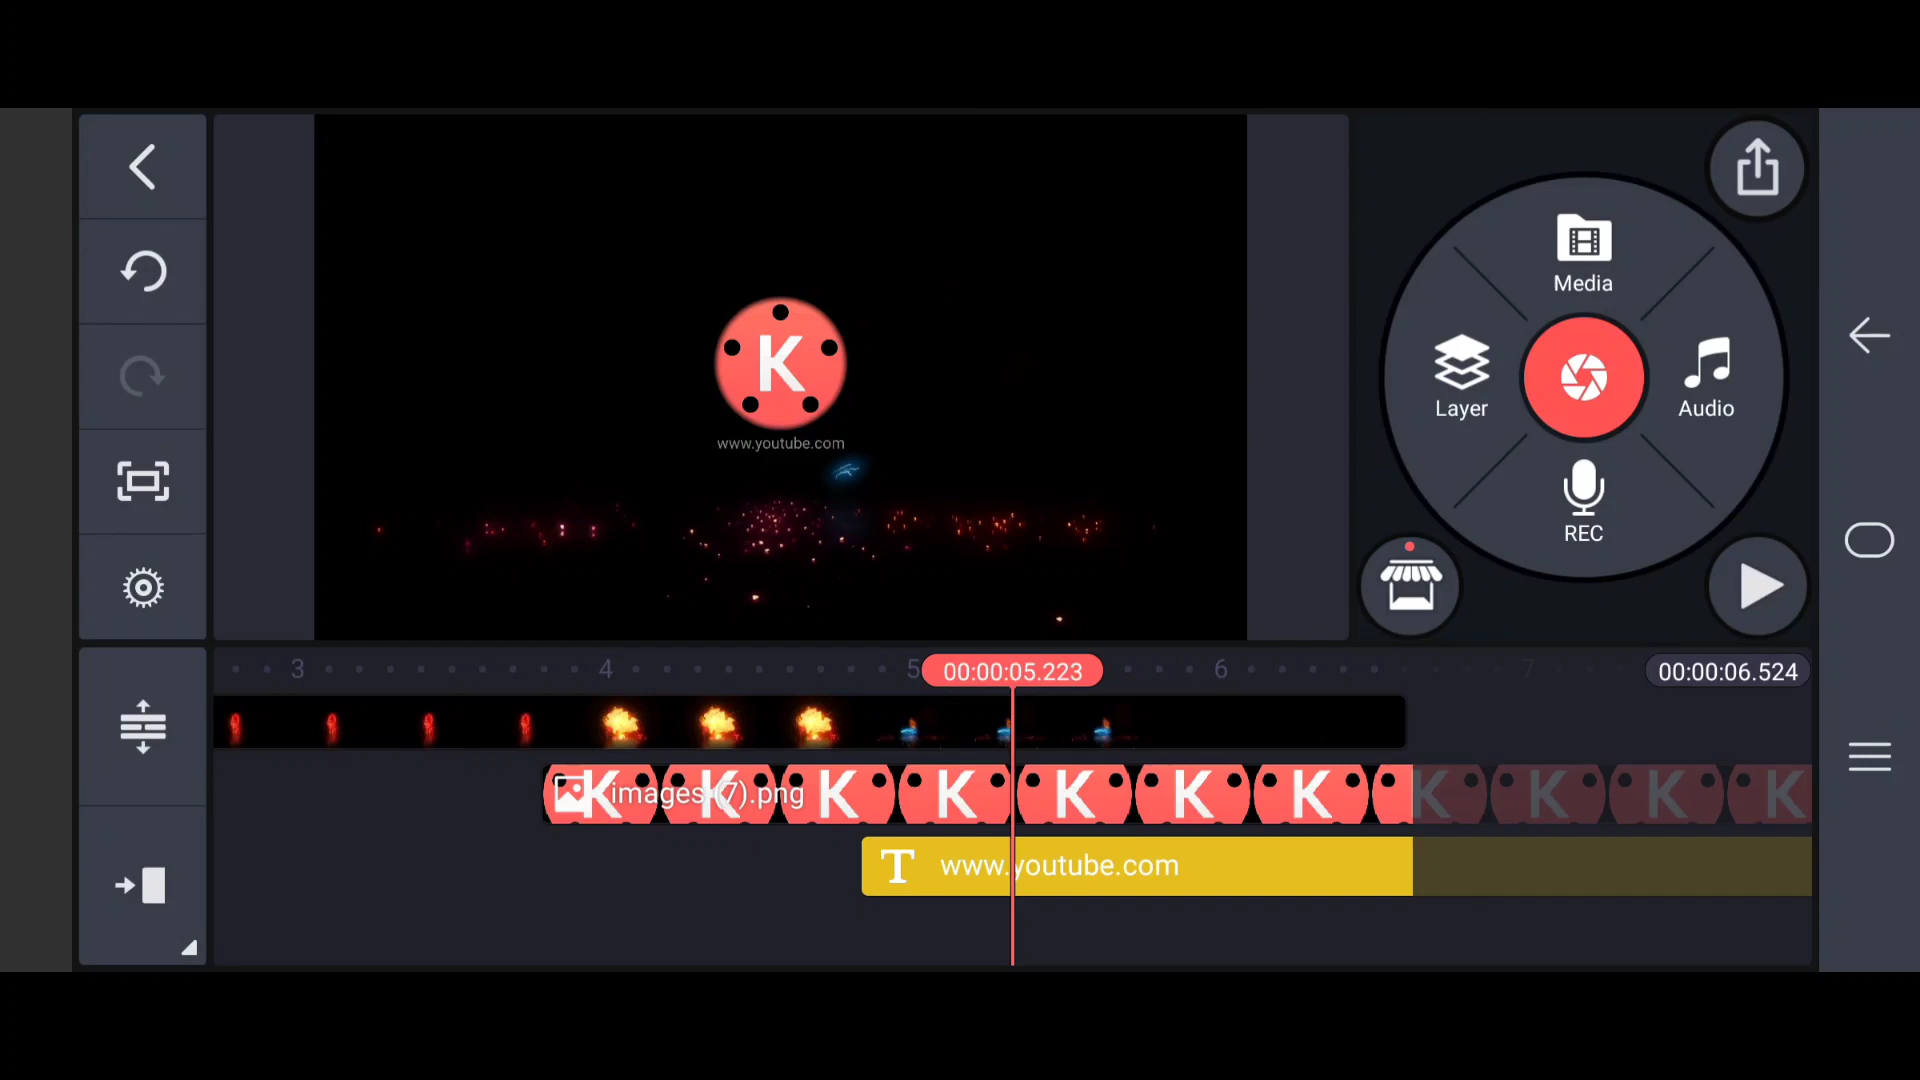 Media
Layer
Audio
REC
K
www.youtube.com
3
4
5
00:00:05.223
6
7
00:00:06.524
K K K K K K K K K K K
images (7).png
T www.youtube.com